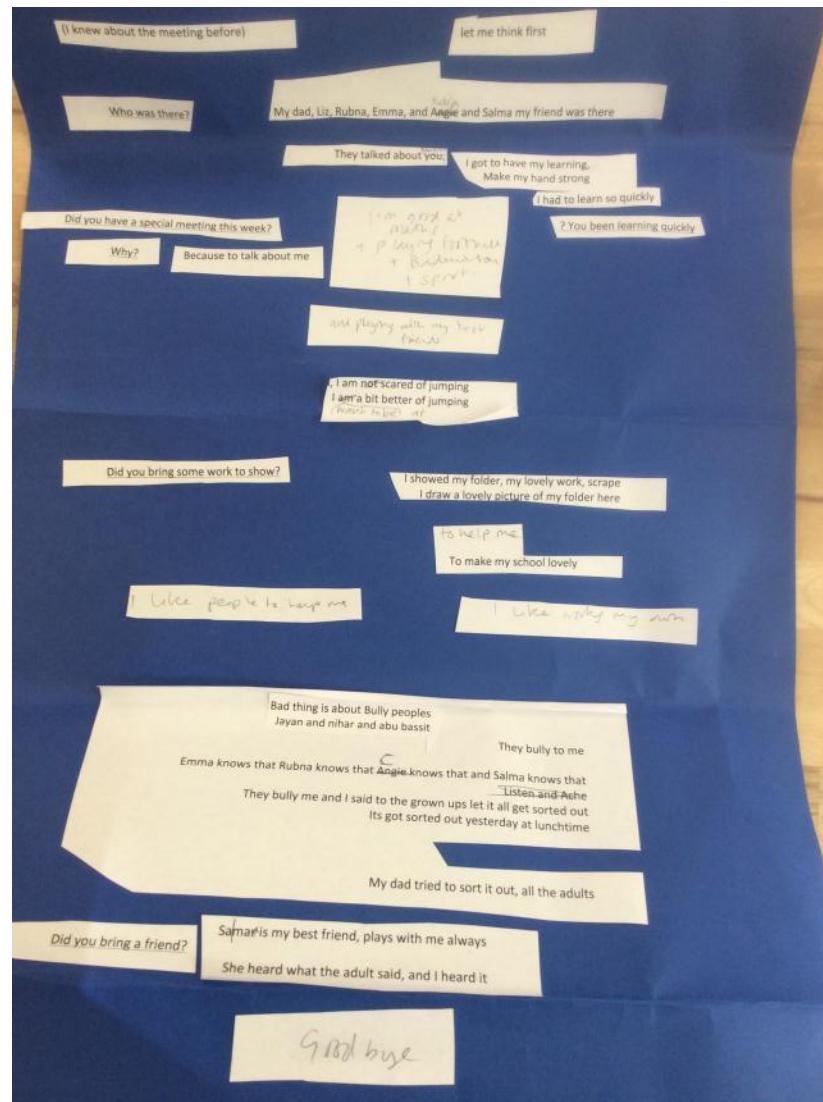 (I knew about the meeting before)
let me think first
Who was there?
My dad, Liz, Rubna, Emma, and Angie and Salma my friend was there
They talked about you,
I got to have my learning,
Make my hand strong
I had to learn so quickly
? You been learning quickly
Did you have a special meeting this week?
Why?
Because to talk about me
I'm good at
maths
+ playing football
+ Badminton
+ sport
and playing with my best
friends
, I am not scared of jumping
I am a bit better of jumping
(want to be) at
Did you bring some work to show?
I showed my folder, my lovely work, scrape
I draw a lovely picture of my folder here
to help me
To make my school lovely
I like people to help me
I like my own
Bad thing is about Bully peoples
Jayan and nihar and abu bassit
They bully to me
C
Emma knows that Rubna knows that Angie knows that and Salma knows that
Listen and Ache
They bully me and I said to the grown ups let it all get sorted out
Its got sorted out yesterday at lunchtime
My dad tried to sort it out, all the adults
Did you bring a friend?
Samar is my best friend, plays with me always
She heard what the adult said, and I heard it
Goodbye